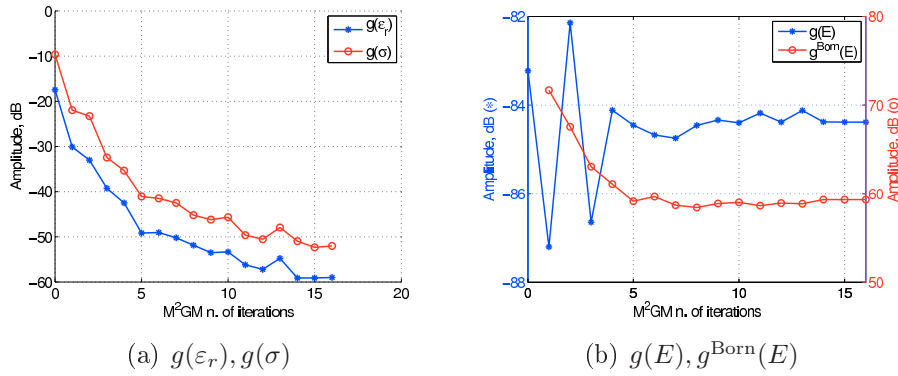 0
−10
−20
−30
−40
−50
−60
Amplitude, dB
0 5 10 15 20
M²GM n. of iterations
g(εᵣ)
g(σ)
(a) g(εᵣ), g(σ)
−82
−84
−86
−88
Amplitude, dB (*)
0 5 10 15
M²GM n. of iterations
g(E)
g^Born(E)
80
70
60
50
Amplitude, dB (o)
(b) g(E), g^Born(E)